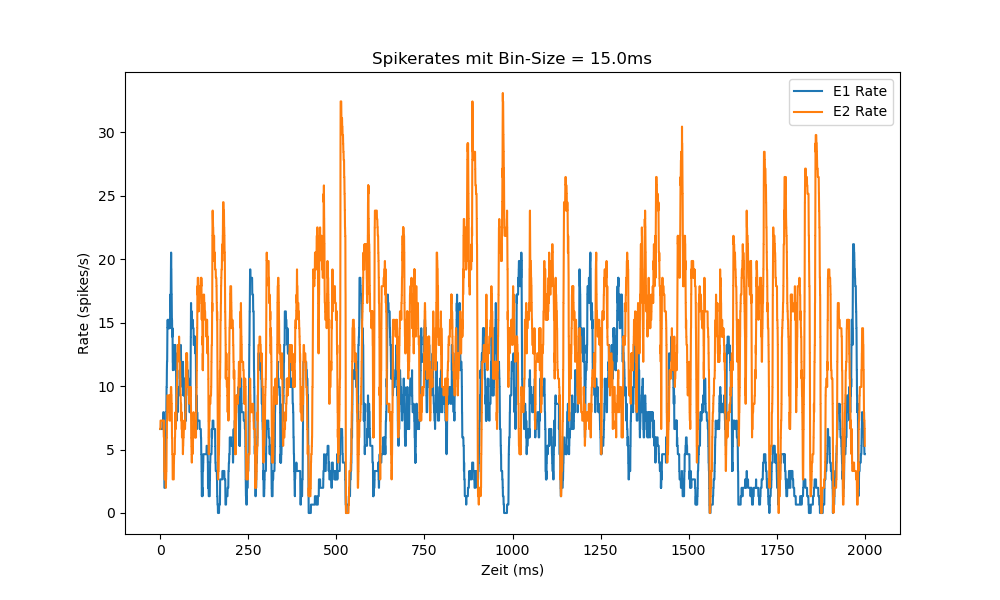 Spikerates mit Bin-Size = 15.0ms
E1 Rate
E2 Rate
Rate (spikes/s)
30
25
20
15
10
5
0
0 250 500 750 1000 1250 1500 1750 2000
Zeit (ms)